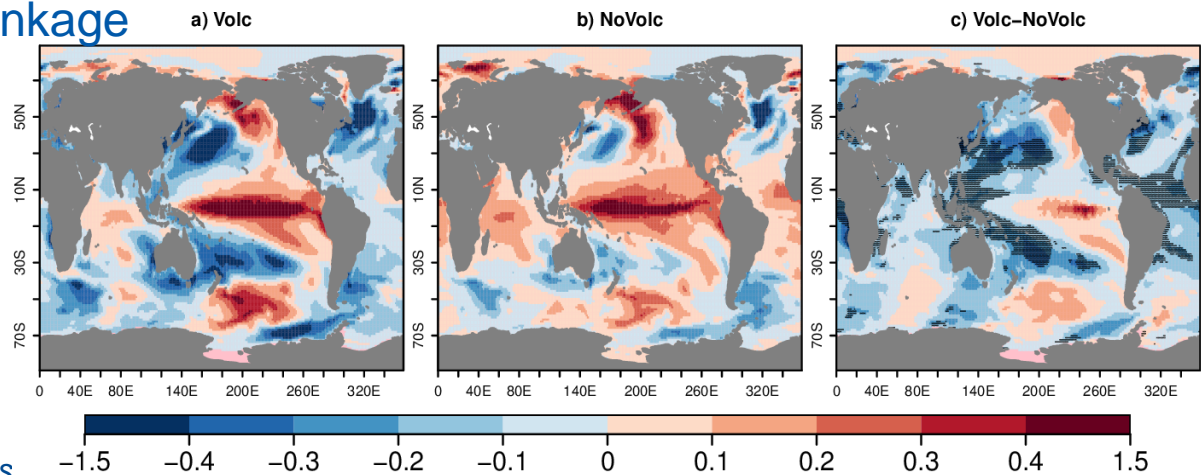 nkage
a) Volc
b) NoVolc
c) Volc−NoVolc
50N
10N
30S
70S
50N
10N
30S
70S
50N
10N
30S
70S
0 40E 80E 140E 200E 260E 320E
0 40E 80E 140E 200E 260E 320E
0 40E 80E 140E 200E 260E 320E
−1.5 −0.4 −0.3 −0.2 −0.1 0 0.1 0.2 0.3 0.4 1.5
s